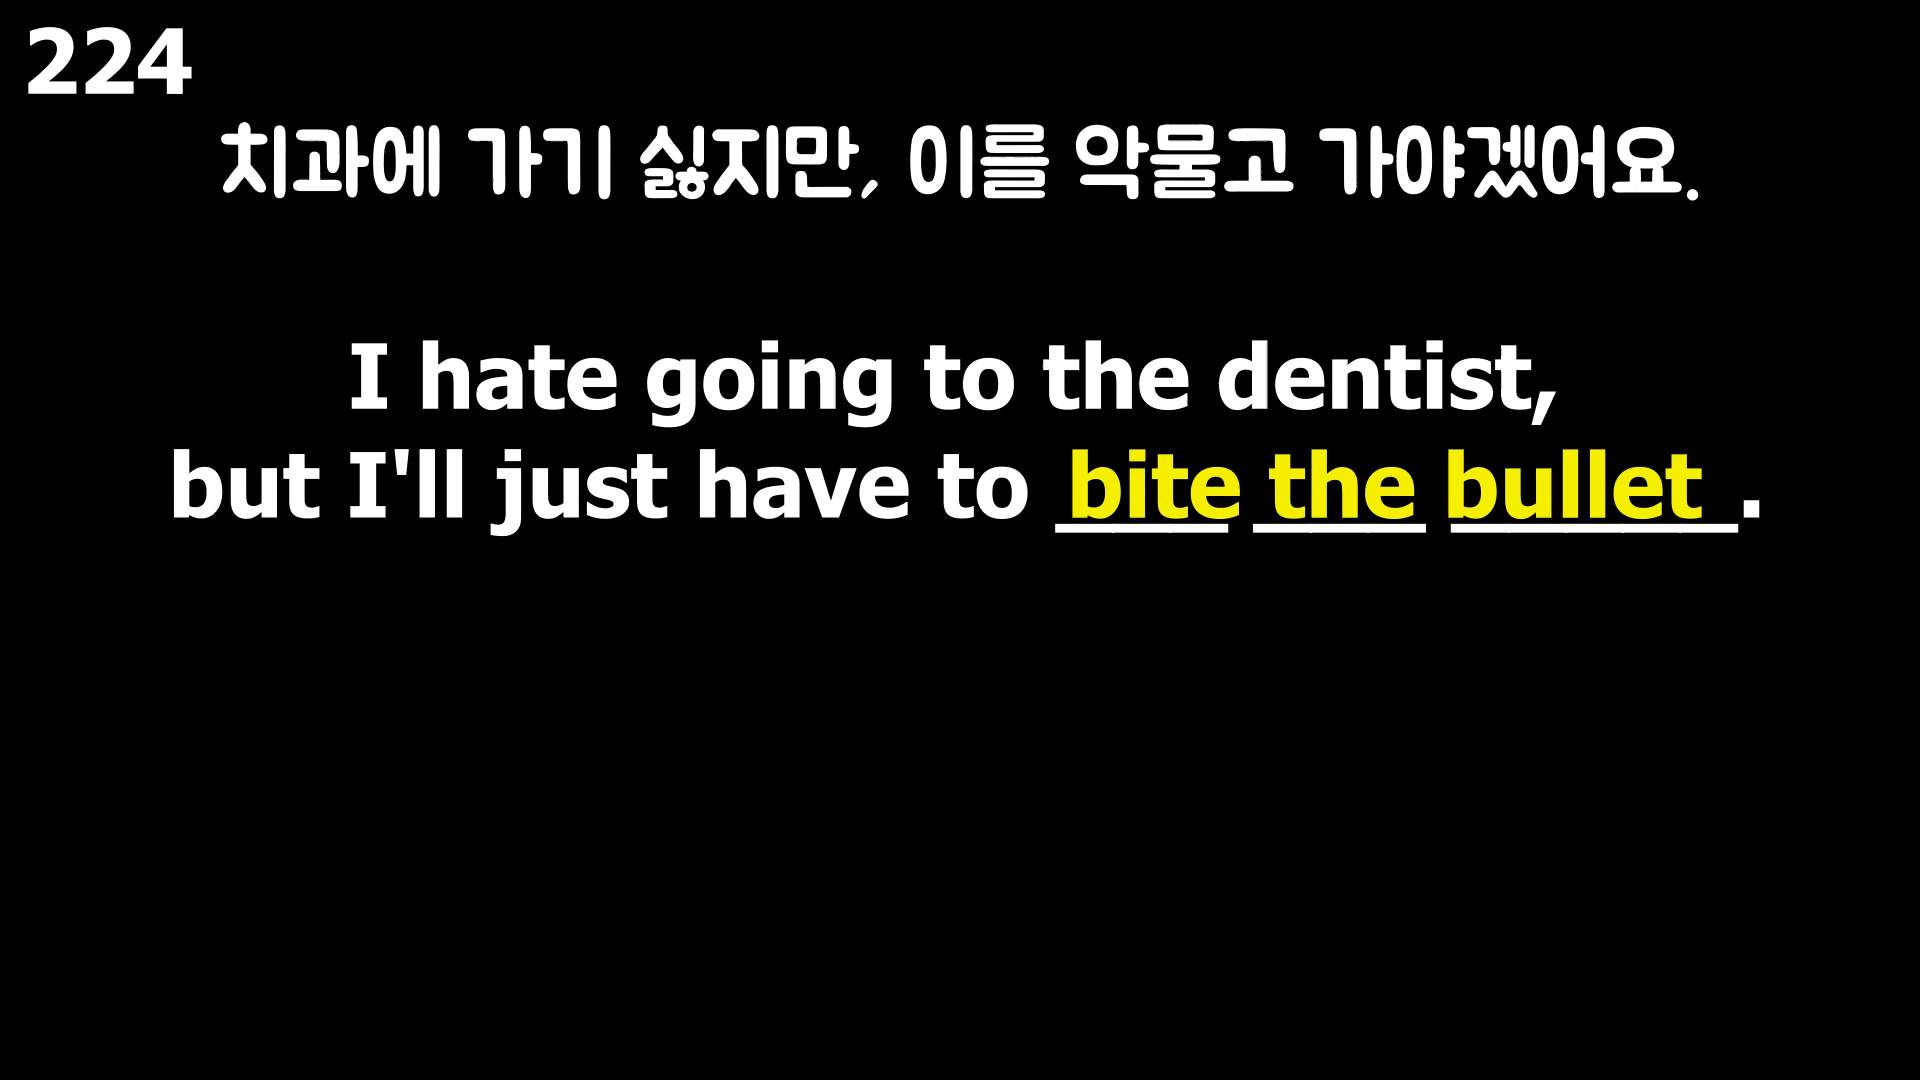 224
치과에 가기 싫지만, 이를 악물고 가야겠어요.
I hate going to the dentist,
but I'll just have to bite the bullet .